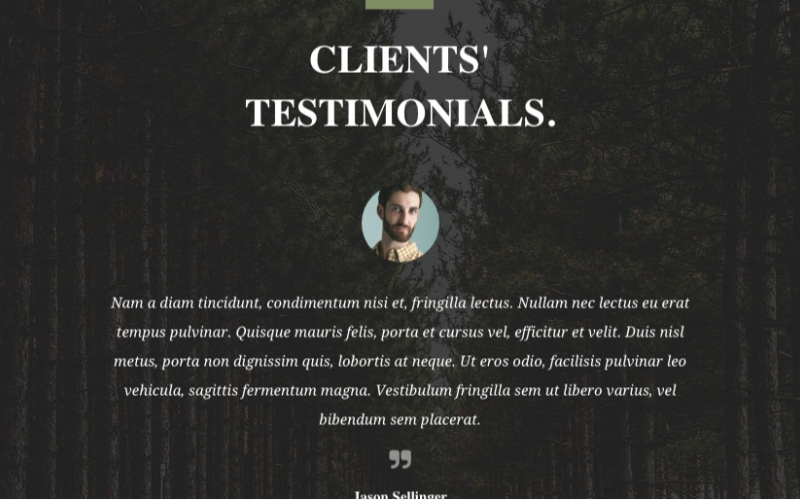 CLIENTS'
TESTIMONIALS.
Nam a diam tincidunt, condimentum nisi et, fringilla lectus. Nullam nec lectus eu erat
tempus pulvinar. Quisque mauris felis, porta et cursus vel, efficitur et velit. Duis nisl
metus, porta non dignissim quis, lobortis at neque. Ut eros odio, facilisis pulvinar leo
vehicula, sagittis fermentum magna. Vestibulum fringilla sem ut libero varius, vel
bibendum sem placerat.
”
Jason Sellinger